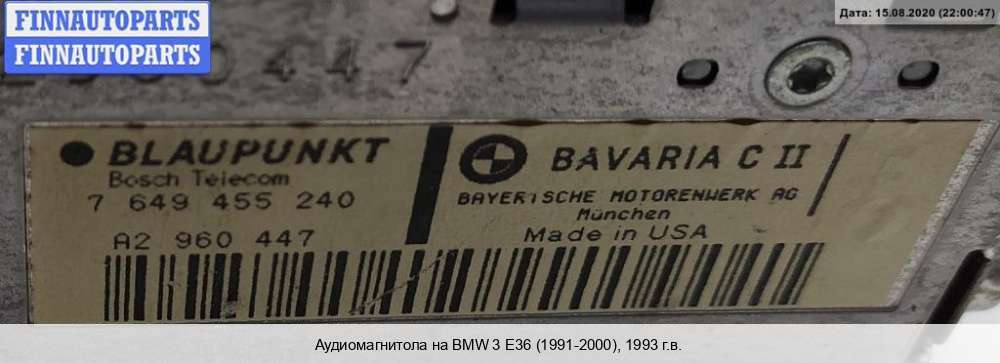 FINNAUTOPARTS
FINNAUTOPARTS
Дата: 15.08.2020 (22:00:47)
BLAUPUNKT
Bosch Telecom
7 649 455 240
A2 960 447
BAVARIA C II
BAYERISCHE MOTORENWERK AG
München
Made in USA
Аудиомагнитола на BMW 3 E36 (1991-2000), 1993 г.в.